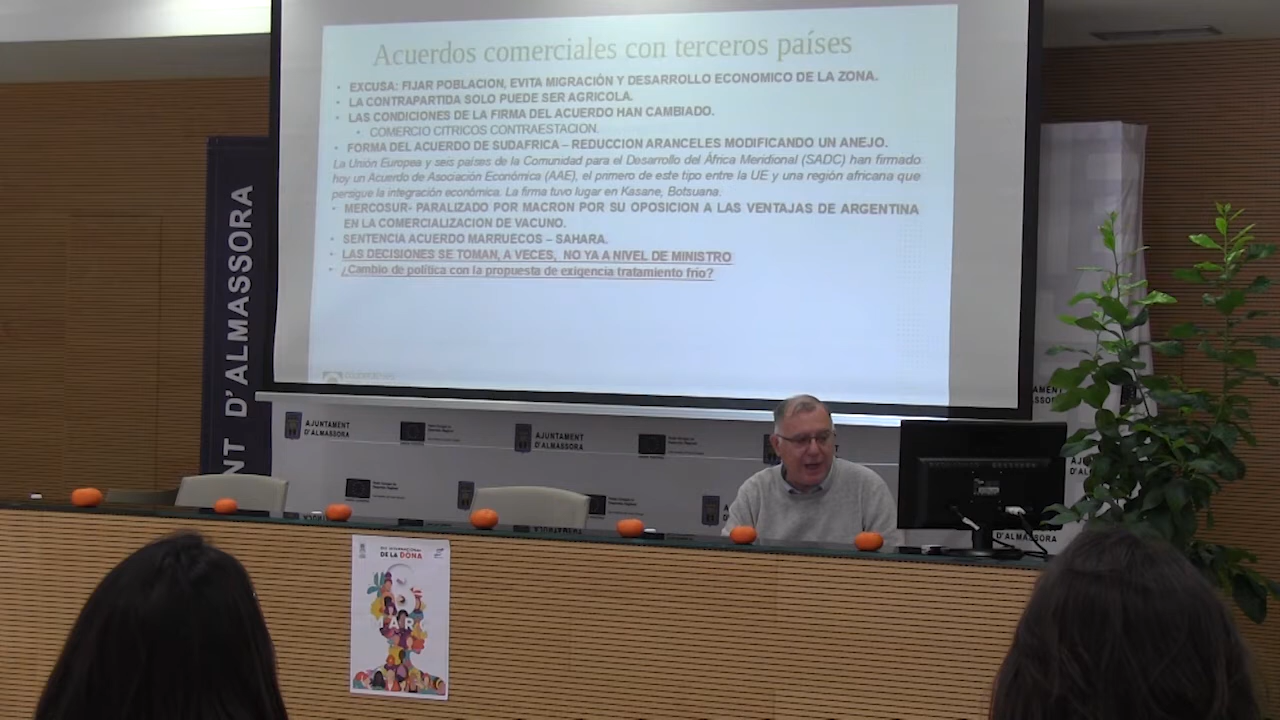 Acuerdos comerciales con terceros países
• EXCUSA: FIJAR POBLACION, EVITA MIGRACIÓN Y DESARROLLO ECONOMICO DE LA ZONA.
• LA CONTRAPARTIDA SOLO PUEDE SER AGRICOLA.
• LAS CONDICIONES DE LA FIRMA DEL ACUERDO HAN CAMBIADO.
• COMERCIO CITRICOS CONTRAESTACION.
• FORMA DEL ACUERDO DE SUDAFRICA – REDUCCION ARANCELES MODIFICANDO UN ANEJO.
La Unión Europea y seis países de la Comunidad para el Desarrollo del África Meridional (SADC) han firmado
hoy un Acuerdo de Asociación Económica (AAE), el primero de este tipo entre la UE y una región africana que
persigue la integración económica. La firma tuvo lugar en Kasane, Botsuana.
• MERCOSUR- PARALIZADO POR MACRON POR SU OPOSICION A LAS VENTAJAS DE ARGENTINA
EN LA COMERCIALIZACION DE VACUNO.
• SENTENCIA ACUERDO MARRUECOS – SAHARA.
• LAS DECISIONES SE TOMAN, A VECES, NO YA A NIVEL DE MINISTRO
• ¿Cambio de política con la propuesta de exigencia tratamiento frío?
NT D'ALMASSORA
AJUNTAMENT
D'ALMASSORA
AJUNTAMENT
D'ALMASSORA
D'ALMASSORA
DE LA DONA
8
MARÇ